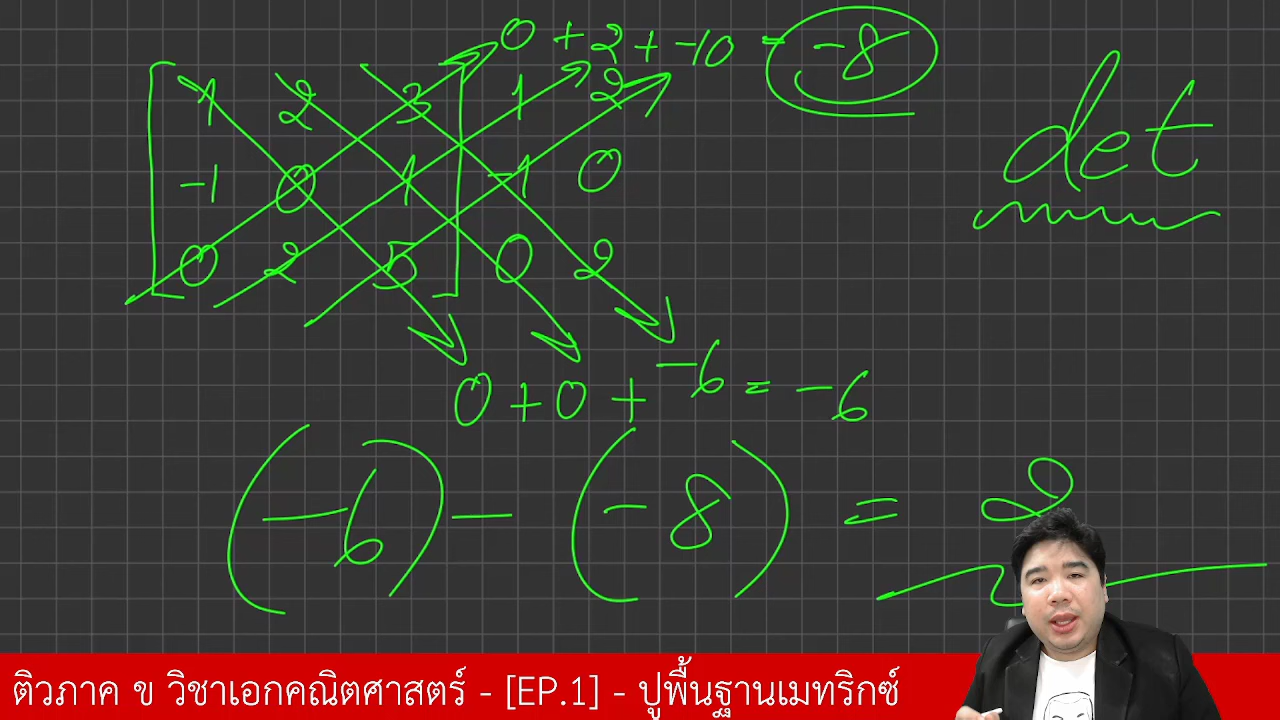 0 + 2 + -10 = -8
1 2 3 1 2
det
-1 0 1 -1 0
0 2 5 0 2
0 + 0 + -6 = -6
(-6) - (-8) = 2
ติวภาค ข วิชาเอกคณิตศาสตร์ - [EP.1] - ปูพื้นฐานเมทริกซ์